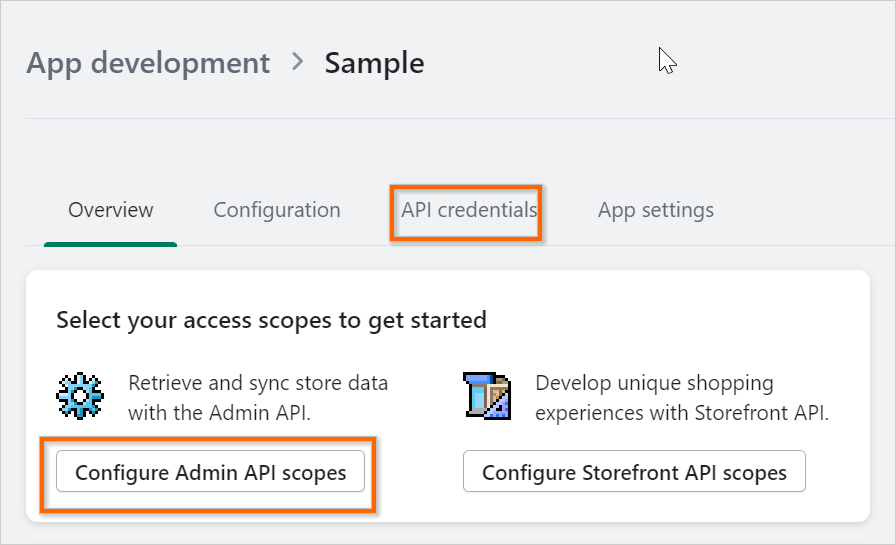 App development > Sample
Overview Configuration API credentials App settings
Select your access scopes to get started
Retrieve and sync store data
with the Admin API.
Configure Admin API scopes
Develop unique shopping
experiences with Storefront API.
Configure Storefront API scopes